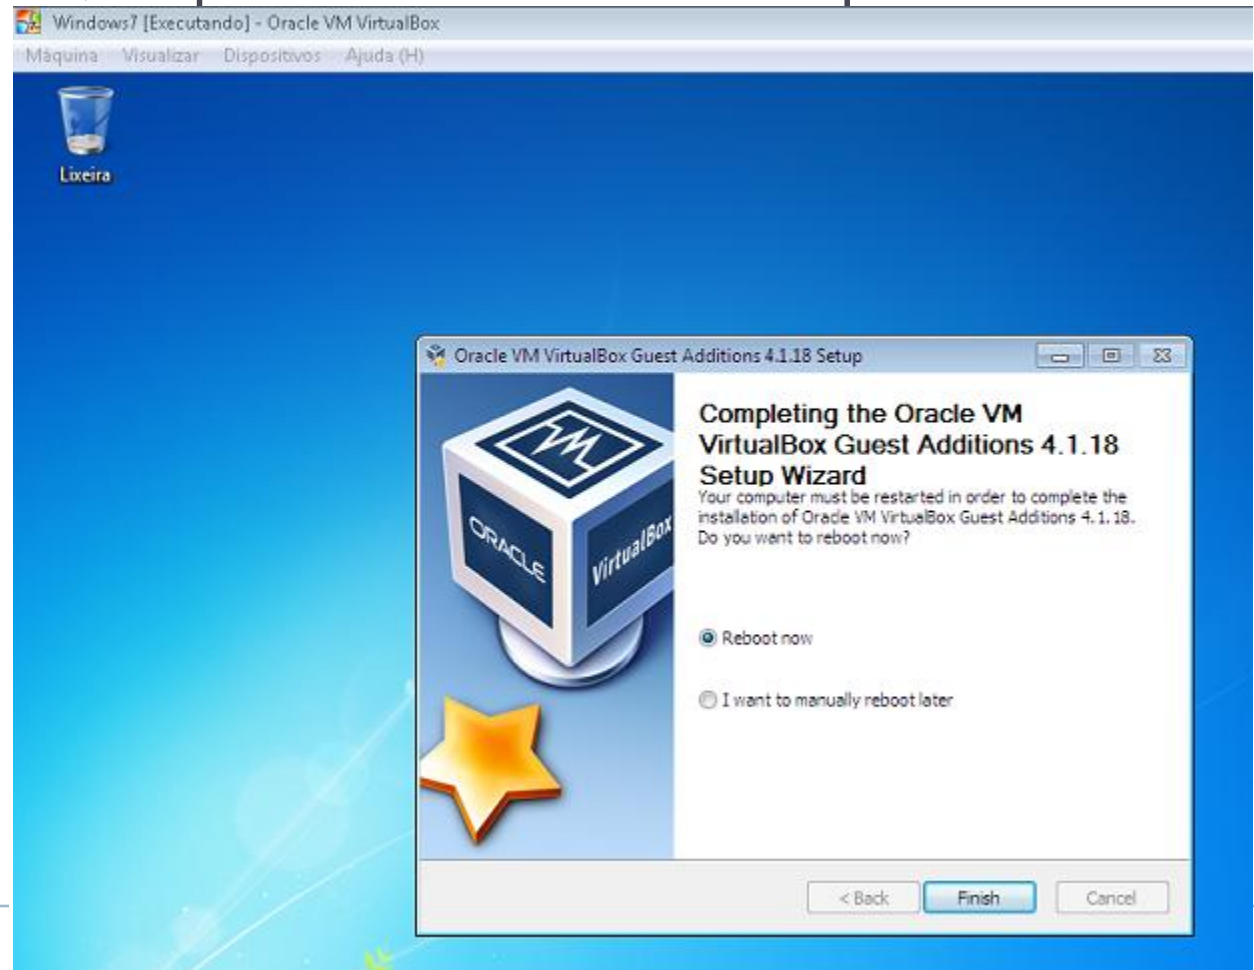 Windows7 [Executando] - Oracle VM VirtualBox
Máquina Visualizar Dispositivos Ajuda (H)
Lixeira
Oracle VM VirtualBox Guest Additions 4.1.18 Setup
Completing the Oracle VM
VirtualBox Guest Additions 4.1.18
Setup Wizard
Your computer must be restarted in order to complete the
installation of Oracle VM VirtualBox Guest Additions 4.1.18.
Do you want to reboot now?
ORACLE
VirtualBox
Reboot now
I want to manually reboot later
< Back Finish Cancel